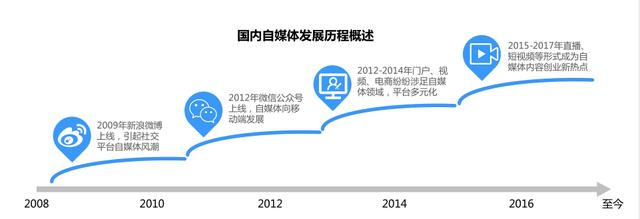 国内自媒体发展历程概述
2009年新浪微博
上线，引起社交
平台自媒体风潮
2012年微信公众号
上线，自媒体向移
动端发展
2012-2014年门户、视
频、电商纷纷涉足自媒
体领域，平台多元化
2015-2017年直播、
短视频等形式成为自
媒体内容创业新热点
2008 2010 2012 2014 2016 至今